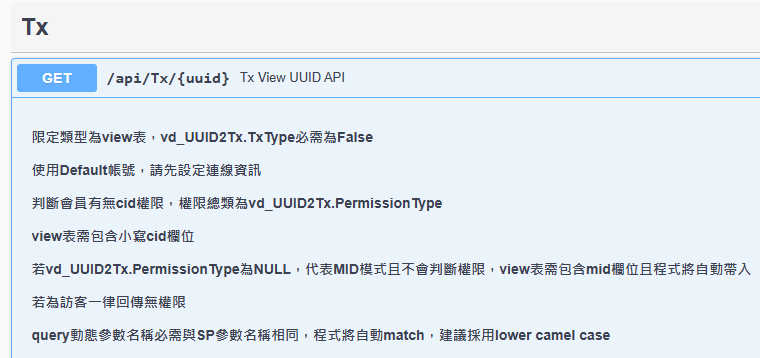 Tx
GET /api/Tx/{uuid} Tx View UUID API
限定類型為view表，vd_UUID2Tx.TxType必需為False
使用Default帳號，請先設定連線資訊
判斷會員有無cid權限，權限總類為vd_UUID2Tx.PermissionType
view表需包含小寫cid欄位
若vd_UUID2Tx.PermissionType為NULL，代表MID模式且不會判斷權限，view表需包含mid欄位且程式將自動帶入
若為訪客一律回傳無權限
query動態參數名稱必需與SP參數名稱相同，程式將自動match，建議採用lower camel case